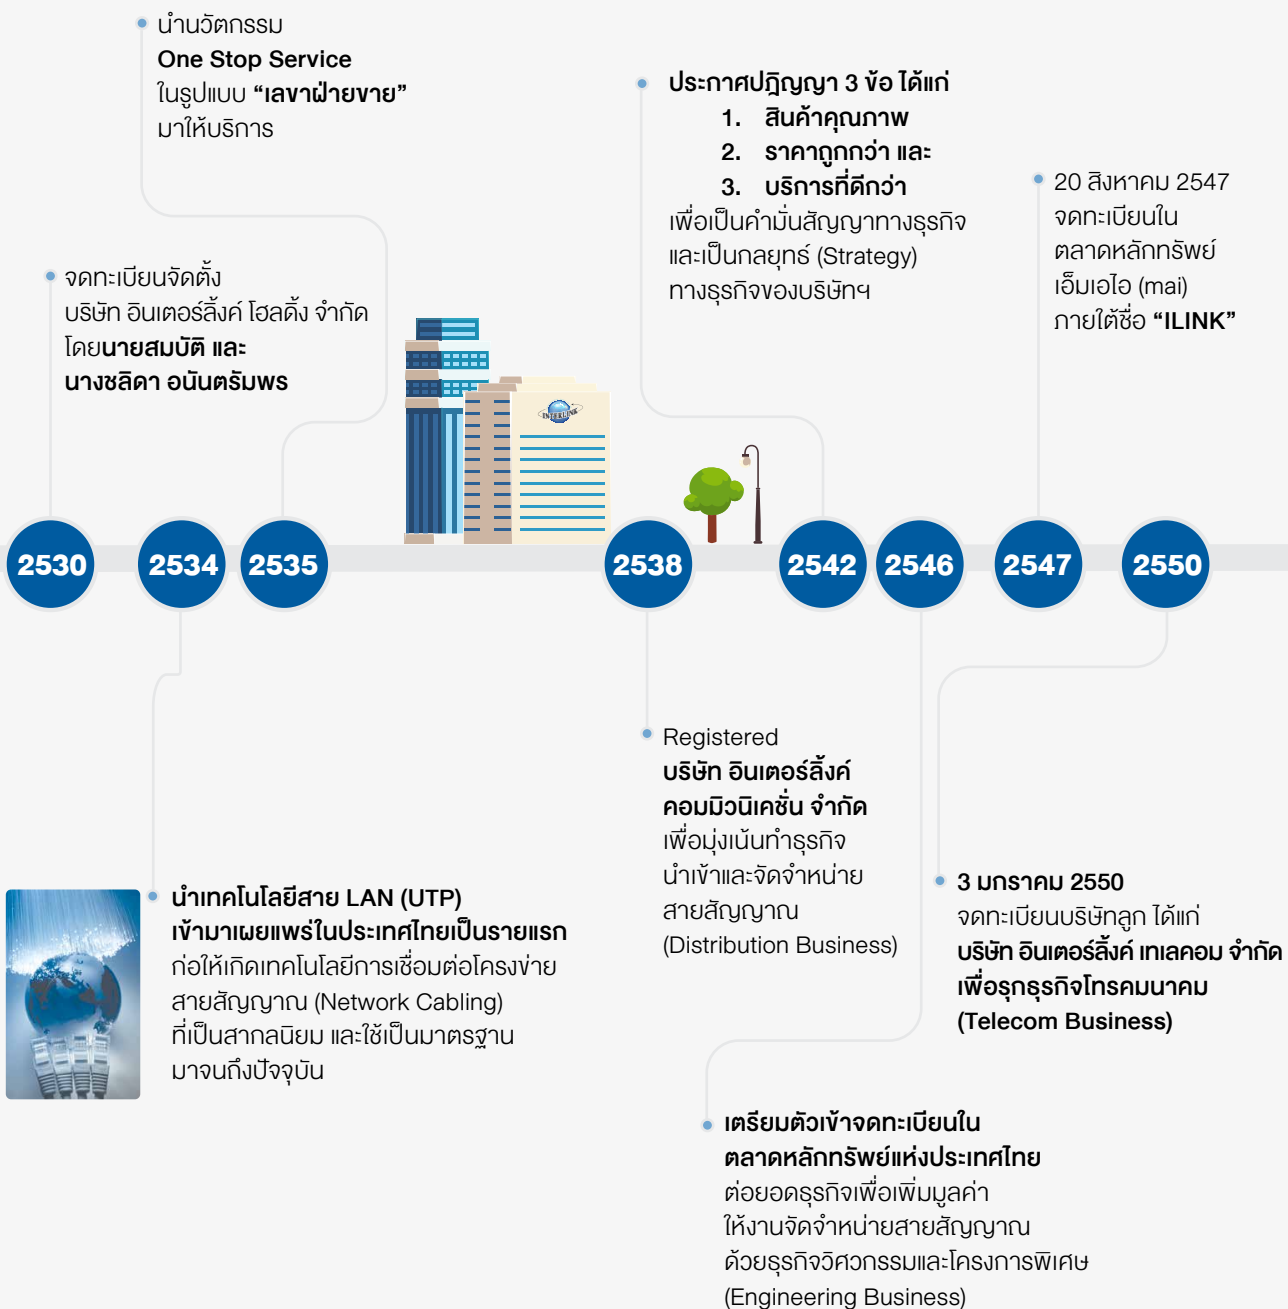 นำนวัตกรรม
One Stop Service
ในรูปแบบ “เลขาฝ่ายขาย”
มาให้บริการ
ประกาศปฎิญญา 3 ข้อ ได้แก่
1. สินค้าคุณภาพ
2. ราคาถูกกว่า และ
3. บริการที่ดีกว่า
เพื่อเป็นคำมั่นสัญญาทางธุรกิจ
และเป็นกลยุทธ์ (Strategy)
ทางธุรกิจของบริษัทฯ
20 สิงหาคม 2547
จดทะเบียนใน
ตลาดหลักทรัพย์
เอ็มเอไอ (mai)
ภายใต้ชื่อ “ILINK”
จดทะเบียนจัดตั้ง
บริษัท อินเตอร์ลิ้งค์ โฮลดิ้ง จำกัด
โดยนายสมบัติ และ
นางชลิดา อนันตรัมพร
INTERLINK
2530 2534 2535 2538 2542 2546 2547 2550
Registered
บริษัท อินเตอร์ลิ้งค์
คอมมิวนิเคชั่น จำกัด
เพื่อมุ่งเน้นทำธุรกิจ
นำเข้าและจัดจำหน่าย
สายสัญญาณ
(Distribution Business)
นำเทคโนโลยีสาย LAN (UTP)
เข้ามาเผยแพร่ในประเทศไทยเป็นรายแรก
ก่อให้เกิดเทคโนโลยีการเชื่อมต่อโครงข่าย
สายสัญญาณ (Network Cabling)
ที่เป็นสากลนิยม และใช้เป็นมาตรฐาน
มาจนถึงปัจจุบัน
3 มกราคม 2550
จดทะเบียนบริษัทลูก ได้แก่
บริษัท อินเตอร์ลิ้งค์ เทเลคอม จำกัด
เพื่อรุกธุรกิจโทรคมนาคม
(Telecom Business)
เตรียมตัวเข้าจดทะเบียนใน
ตลาดหลักทรัพย์แห่งประเทศไทย
ต่อยอดธุรกิจเพื่อเพิ่มมูลค่า
ให้งานจัดจำหน่ายสายสัญญาณ
ด้วยธุรกิจวิศวกรรมและโครงการพิเศษ
(Engineering Business)